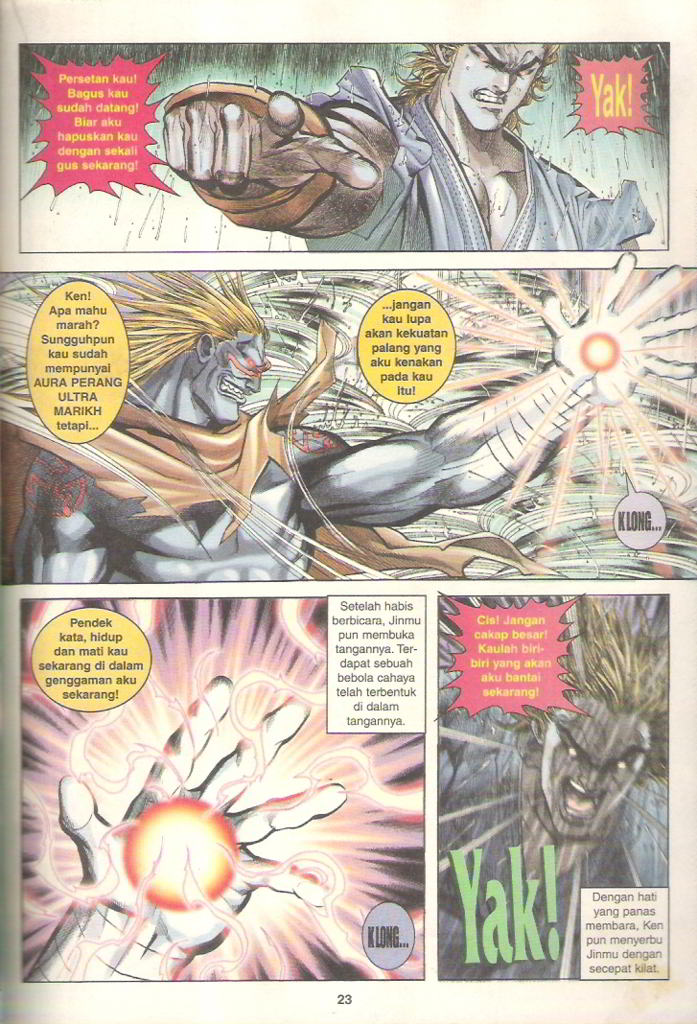 Persetan kau!
Bagus kau
sudah datang!
Biar aku
hapuskan kau
dengan sekali
gus sekarang!
Yak!
Ken!
Apa mahu
marah?
Sungguhpun
kau sudah
mempunyai
AURA PERANG
ULTRA
MARIKH
tetapi...
...jangan
kau lupa
akan kekuatan
palang yang
aku kenakan
pada kau
itu!
KLONG...
Pendek
kata, hidup
dan mati kau
sekarang di dalam
genggaman aku
sekarang!
Setelah habis
berbicara, Jinmu
pun membuka
tangannya. Ter-
dapat sebuah
bebola cahaya
telah terbentuk
di dalam
tangannya.
KLONG...
Cis! Jangan
cakap besar!
Kaulah biri-
biri yang akan
aku bantai
sekarang!
Yak!
Dengan hati
yang panas
membara, Ken
pun menyerbu
Jinmu dengan
secepat kilat.
23